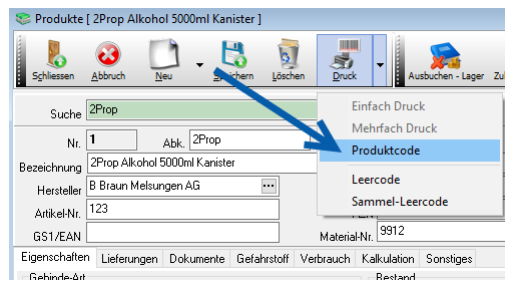 Produkte [ 2Prop Alkohol 5000ml Kanister ]
Schliessen Abbruch Neu Speichern Löschen Druck Ausbuchen - Lager
Suche 2Prop
Einfach Druck
Mehrfach Druck
Produktcode
Leercode
Sammel-Leercode
Nr. 1 Abk. 2Prop
Bezeichnung 2Prop Alkohol 5000ml Kanister
Hersteller B Braun Melsungen AG ...
Artikel-Nr. 123
GS1/EAN Material-Nr. 9912
Eigenschaften Lieferungen Dokumente Gefahrstoff Verbrauch Kalkulation Sonstiges
Gebinde-Art Bestand